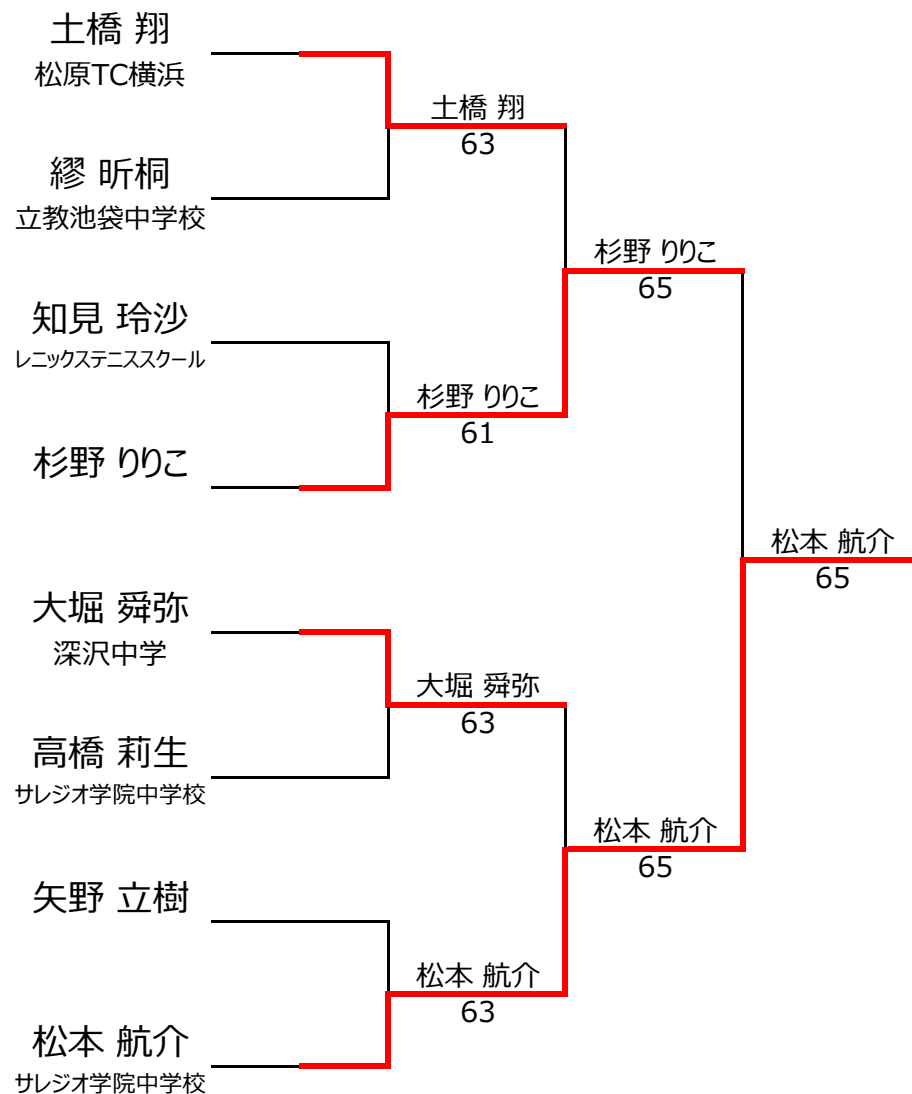 土橋 翔
松原TC横浜
土橋 翔
63
繆 昕桐
立教池袋中学校
杉野 りりこ
65
知見 玲沙
レニックステニススクール
杉野 りりこ
61
杉野 りりこ
松本 航介
65
大堀 舜弥
深沢中学
大堀 舜弥
63
高橋 莉生
サレジオ学院中学校
松本 航介
65
矢野 立樹
松本 航介
63
松本 航介
サレジオ学院中学校